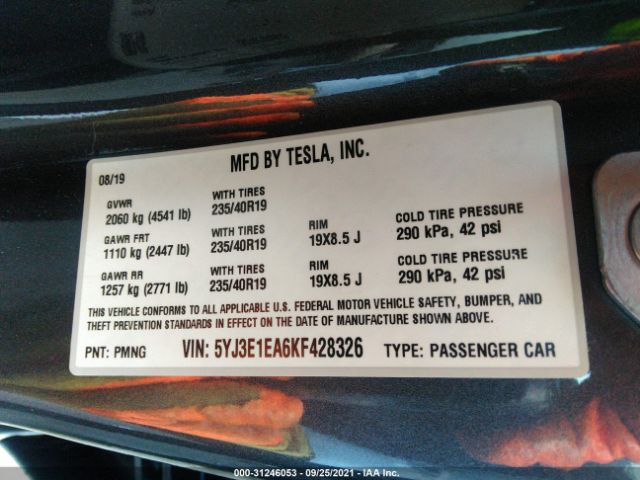 MFD BY TESLA, INC.
08/19
GVWR WITH TIRES
2060 kg (4541 lb) 235/40R19
GAWR FRT WITH TIRES RIM COLD TIRE PRESSURE
1110 kg (2447 lb) 235/40R19 19X8.5 J 290 kPa, 42 psi
GAWR RR WITH TIRES RIM COLD TIRE PRESSURE
1257 kg (2771 lb) 235/40R19 19X8.5 J 290 kPa, 42 psi
THIS VEHICLE CONFORMS TO ALL APPLICABLE U.S. FEDERAL MOTOR VEHICLE SAFETY, BUMPER, AND
THEFT PREVENTION STANDARDS IN EFFECT ON THE DATE OF MANUFACTURE SHOWN ABOVE.
PNT: PMNG VIN: 5YJ3E1EA6KF428326 TYPE: PASSENGER CAR
000-31246053 - 09/25/2021 - IAA Inc.